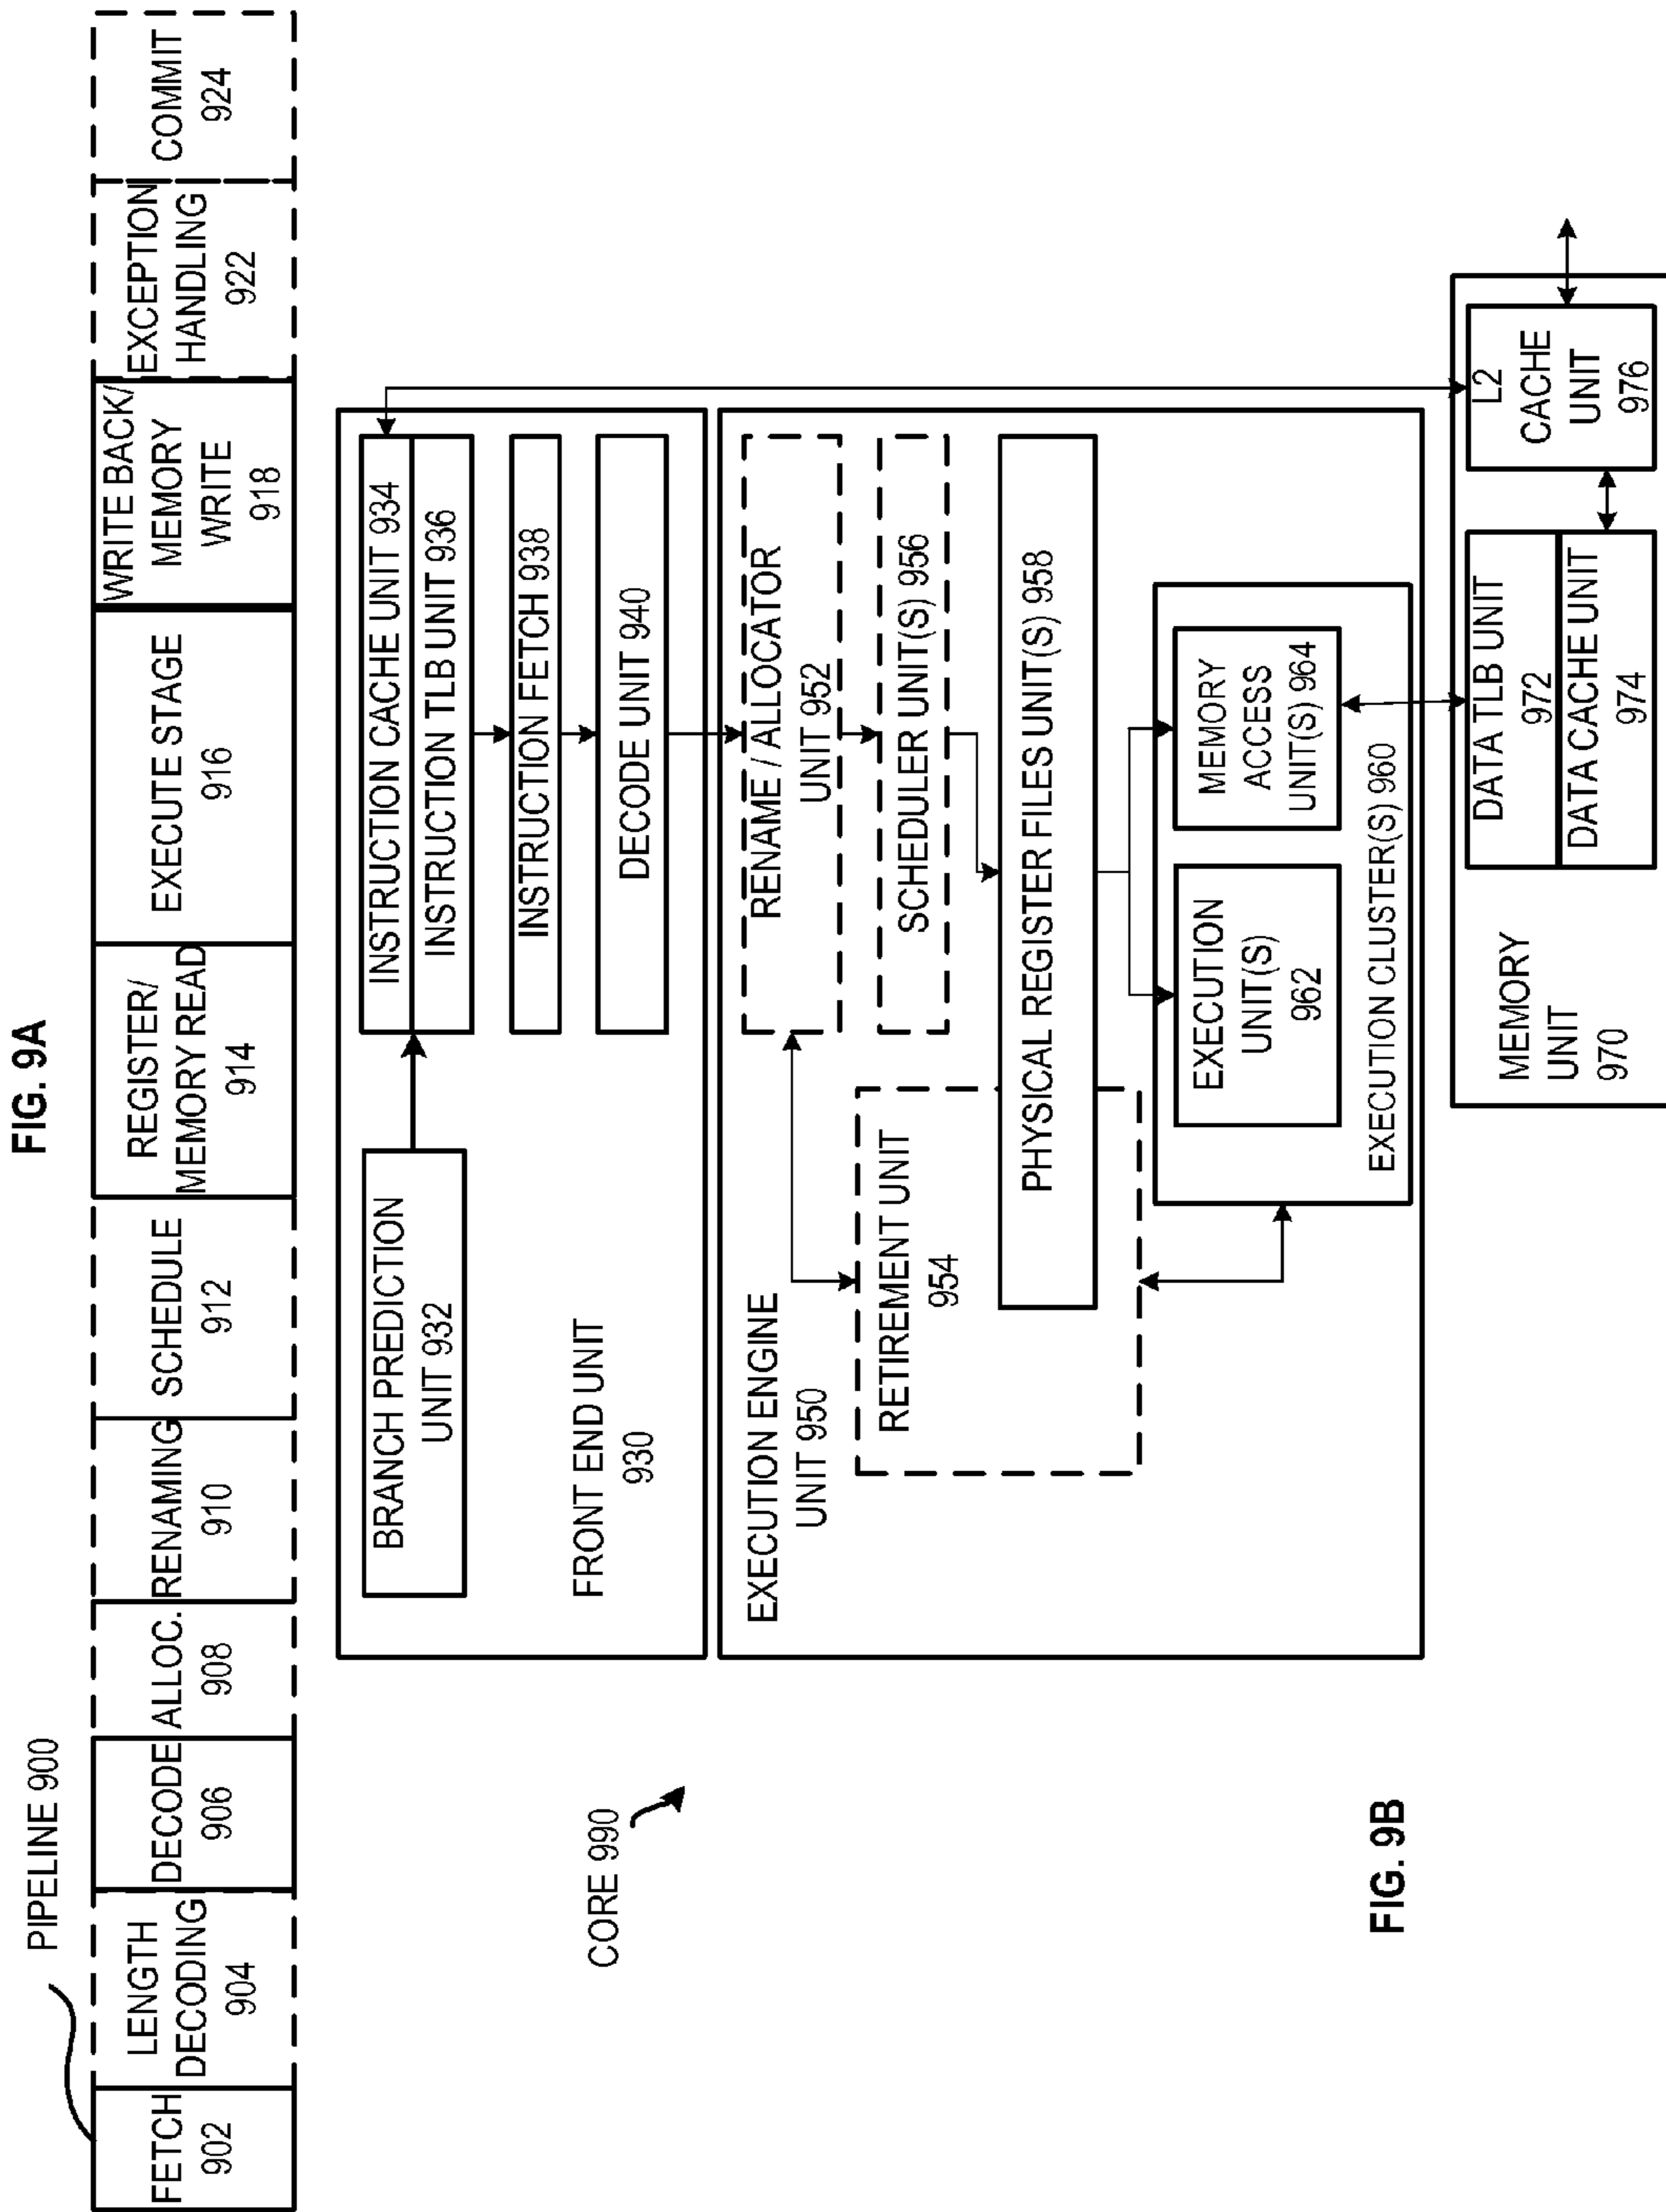 FIG. 9A
PIPELINE 900
FETCH
902
LENGTH
DECODING
904
DECODE
906
ALLOC.
908
RENAMING
910
SCHEDULE
912
REGISTER/
MEMORY READ
914
EXECUTE STAGE
916
WRITE BACK/
MEMORY
WRITE
918
EXCEPTION
HANDLING
922
COMMIT
924
CORE 990
BRANCH PREDICTION
UNIT 932
FRONT END UNIT
930
INSTRUCTION CACHE UNIT 934
INSTRUCTION TLB UNIT 936
INSTRUCTION FETCH 938
DECODE UNIT 940
EXECUTION ENGINE
UNIT 950
RENAME / ALLOCATOR
UNIT 952
RETIREMENT UNIT
954
SCHEDULER UNIT(S) 956
PHYSICAL REGISTER FILES UNIT(S) 958
EXECUTION
UNIT(S)
962
MEMORY
ACCESS
UNIT(S) 964
EXECUTION CLUSTER(S) 960
MEMORY
UNIT
970
DATA TLB UNIT
972
DATA CACHE UNIT
974
L2
CACHE
UNIT
976
FIG. 9B